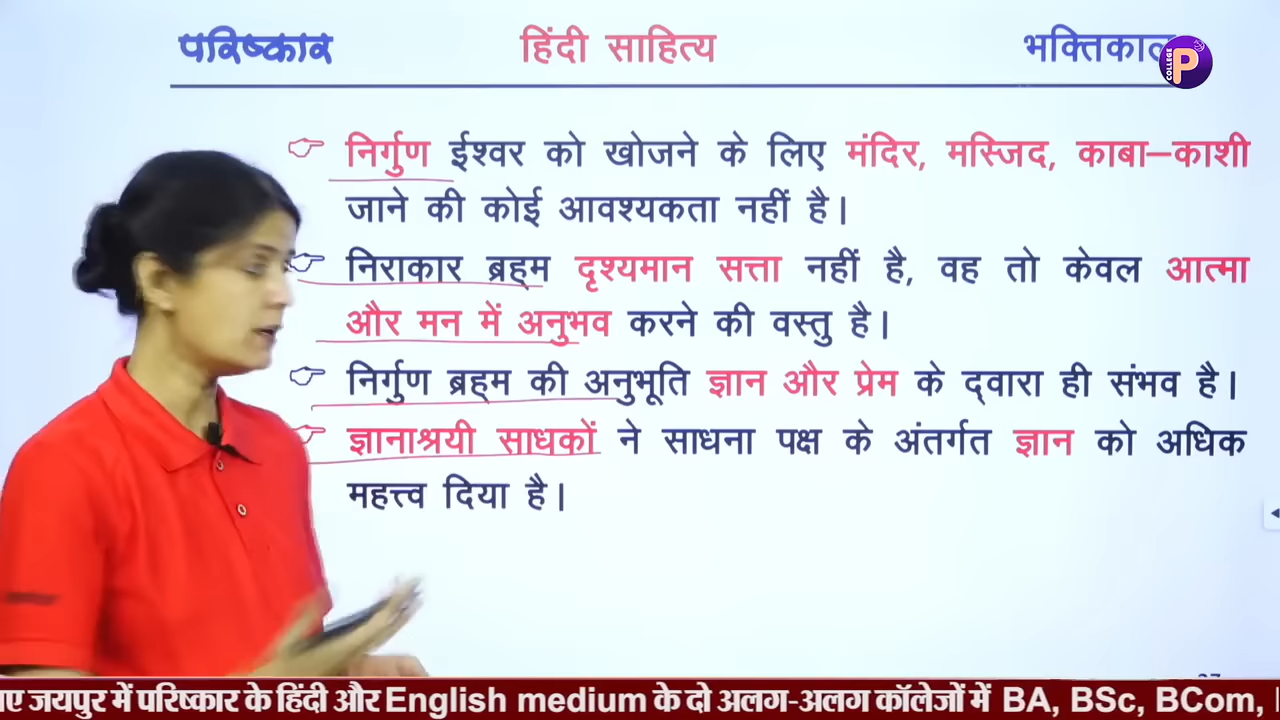 परिष्कार हिंदी साहित्य भक्तिकाल
COLLEGE P
निर्गुण ईश्वर को खोजने के लिए मंदिर, मस्जिद, काबा–काशी
जाने की कोई आवश्यकता नहीं है।
निराकार ब्रह्म दृश्यमान सत्ता नहीं है, वह तो केवल आत्मा
और मन में अनुभव करने की वस्तु है।
निर्गुण ब्रह्म की अनुभूति ज्ञान और प्रेम के द्वारा ही संभव है।
ज्ञानाश्रयी साधकों ने साधना पक्ष के अंतर्गत ज्ञान को अधिक
महत्त्व दिया है।
जयपुर में परिष्कार के हिंदी और English medium के दो अलग-अलग कॉलेजों में BA, BSc, BCom,